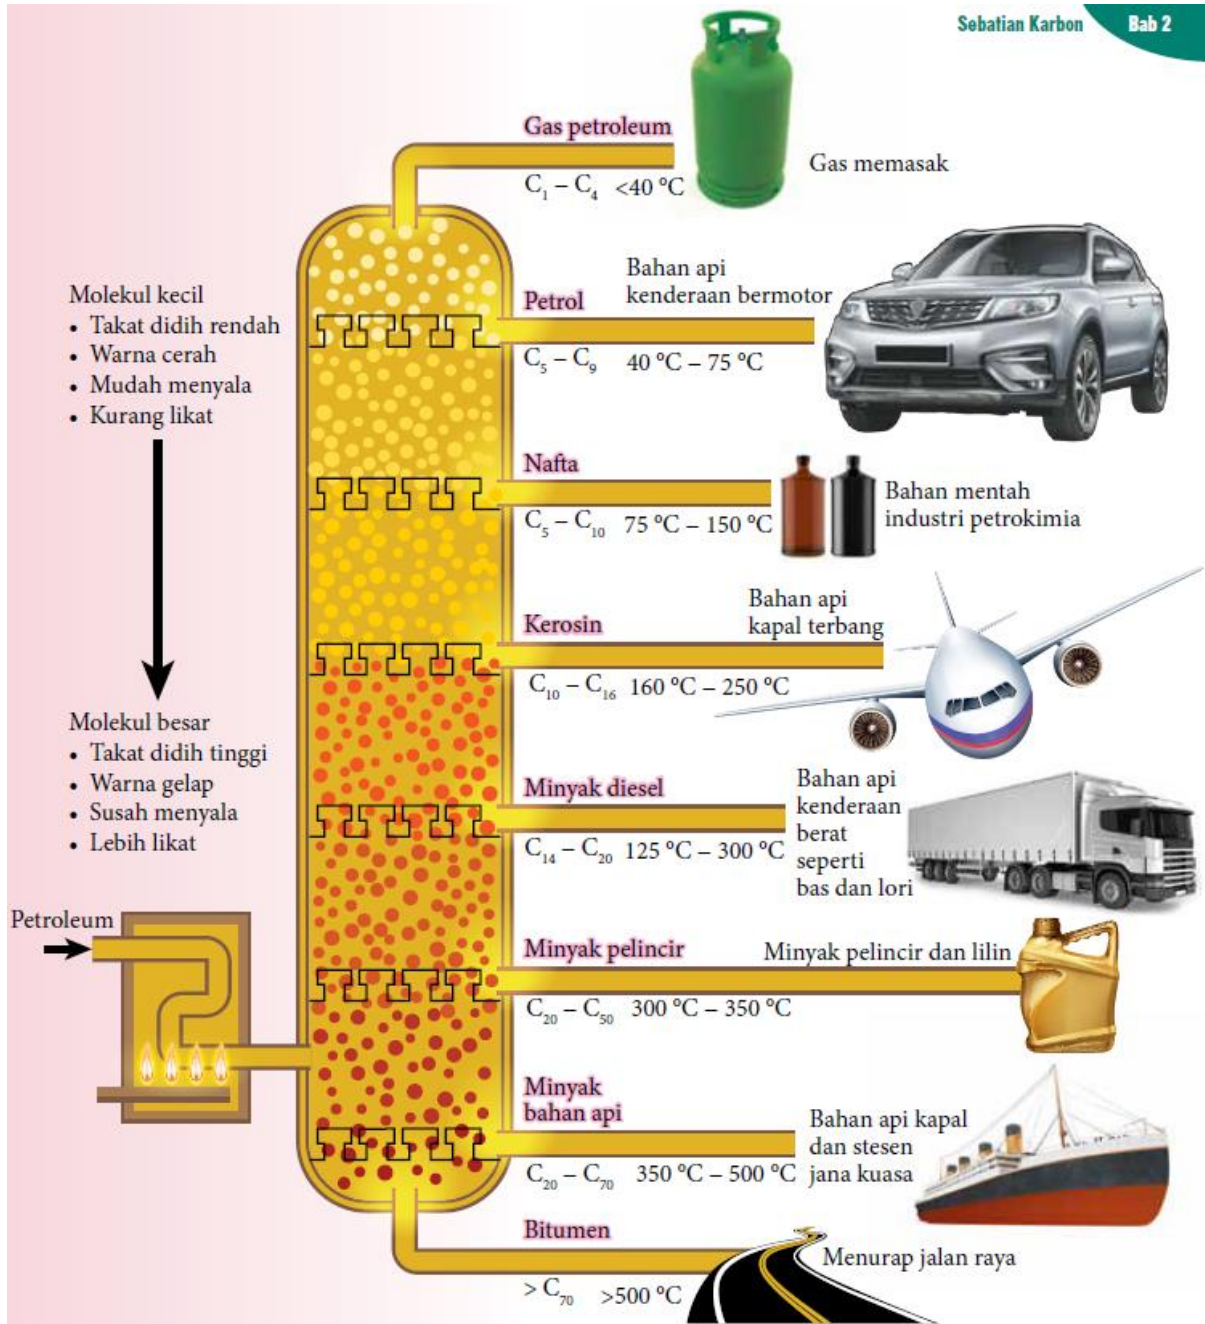 Sebatian Karbon
Bab 2
Gas petroleum
C₁ – C₄ <40 °C
Gas memasak
Molekul kecil
• Takat didih rendah
• Warna cerah
• Mudah menyala
• Kurang likat
Bahan api
kenderaan bermotor
Petrol
C₅ – C₉ 40 °C – 75 °C
Nafta
C₅ – C₁₀ 75 °C – 150 °C
Bahan mentah
industri petrokimia
Bahan api
kapal terbang
Kerosin
C₁₀ – C₁₆ 160 °C – 250 °C
Molekul besar
• Takat didih tinggi
• Warna gelap
• Susah menyala
• Lebih likat
Minyak diesel
C₁₄ – C₂₀ 125 °C – 300 °C
Bahan api
kenderaan
berat
seperti
bas dan lori
Petroleum
Minyak pelincir
C₂₀ – C₅₀ 300 °C – 350 °C
Minyak pelincir dan lilin
Minyak
bahan api
C₂₀ – C₇₀ 350 °C – 500 °C
Bahan api kapal
dan stesen
jana kuasa
Bitumen
> C₇₀ >500 °C
Menurap jalan raya